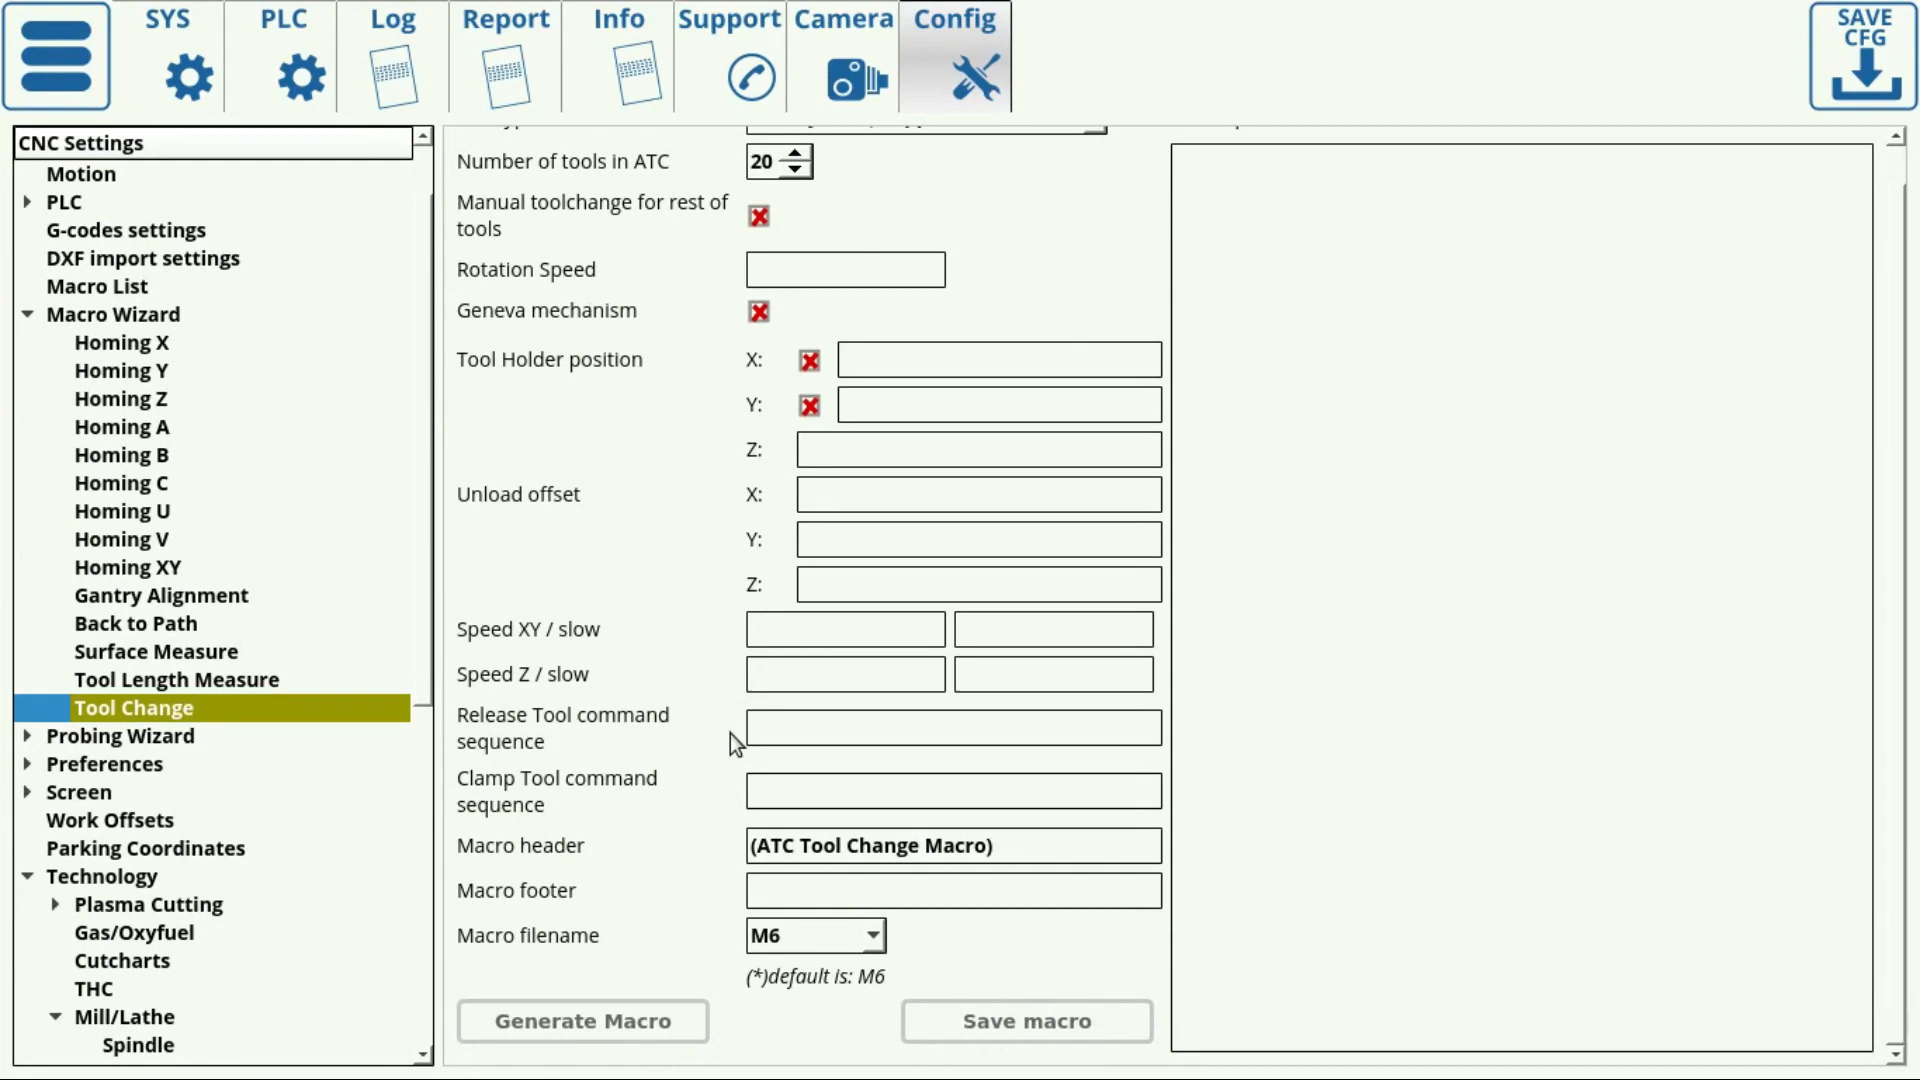 SYS
PLC
Log
Report
Info
Support
Camera
Config
SAVE
CFG
CNC Settings
Motion
PLC
G-codes settings
DXF import settings
Macro List
Macro Wizard
Homing X
Homing Y
Homing Z
Homing A
Homing B
Homing C
Homing U
Homing V
Homing XY
Gantry Alignment
Back to Path
Surface Measure
Tool Length Measure
Tool Change
Probing Wizard
Preferences
Screen
Work Offsets
Parking Coordinates
Technology
Plasma Cutting
Gas/Oxyfuel
Cutcharts
THC
Mill/Lathe
Spindle
Number of tools in ATC
20
Manual toolchange for rest of
tools
Rotation Speed
Geneva mechanism
Tool Holder position
X:
Y:
Z:
Unload offset
X:
Y:
Z:
Speed XY / slow
Speed Z / slow
Release Tool command
sequence
Clamp Tool command
sequence
Macro header
(ATC Tool Change Macro)
Macro footer
Macro filename
M6
(*)default is: M6
Generate Macro
Save macro